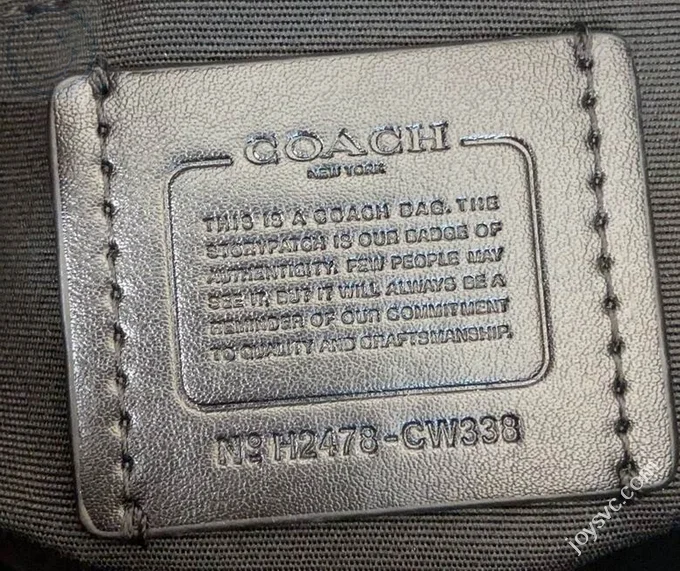 COACH
NEW YORK
THIS IS A COACH BAG. THE
STORYPATCH IS OUR BADGE OF
AUTHENTICITY. FEW PEOPLE MAY
SEE IT, BUT IT WILL ALWAYS BE A
REMINDER OF OUR COMMITMENT
TO QUALITY AND CRAFTSMANSHIP.
Nº H2478-CW338
joysvc.com